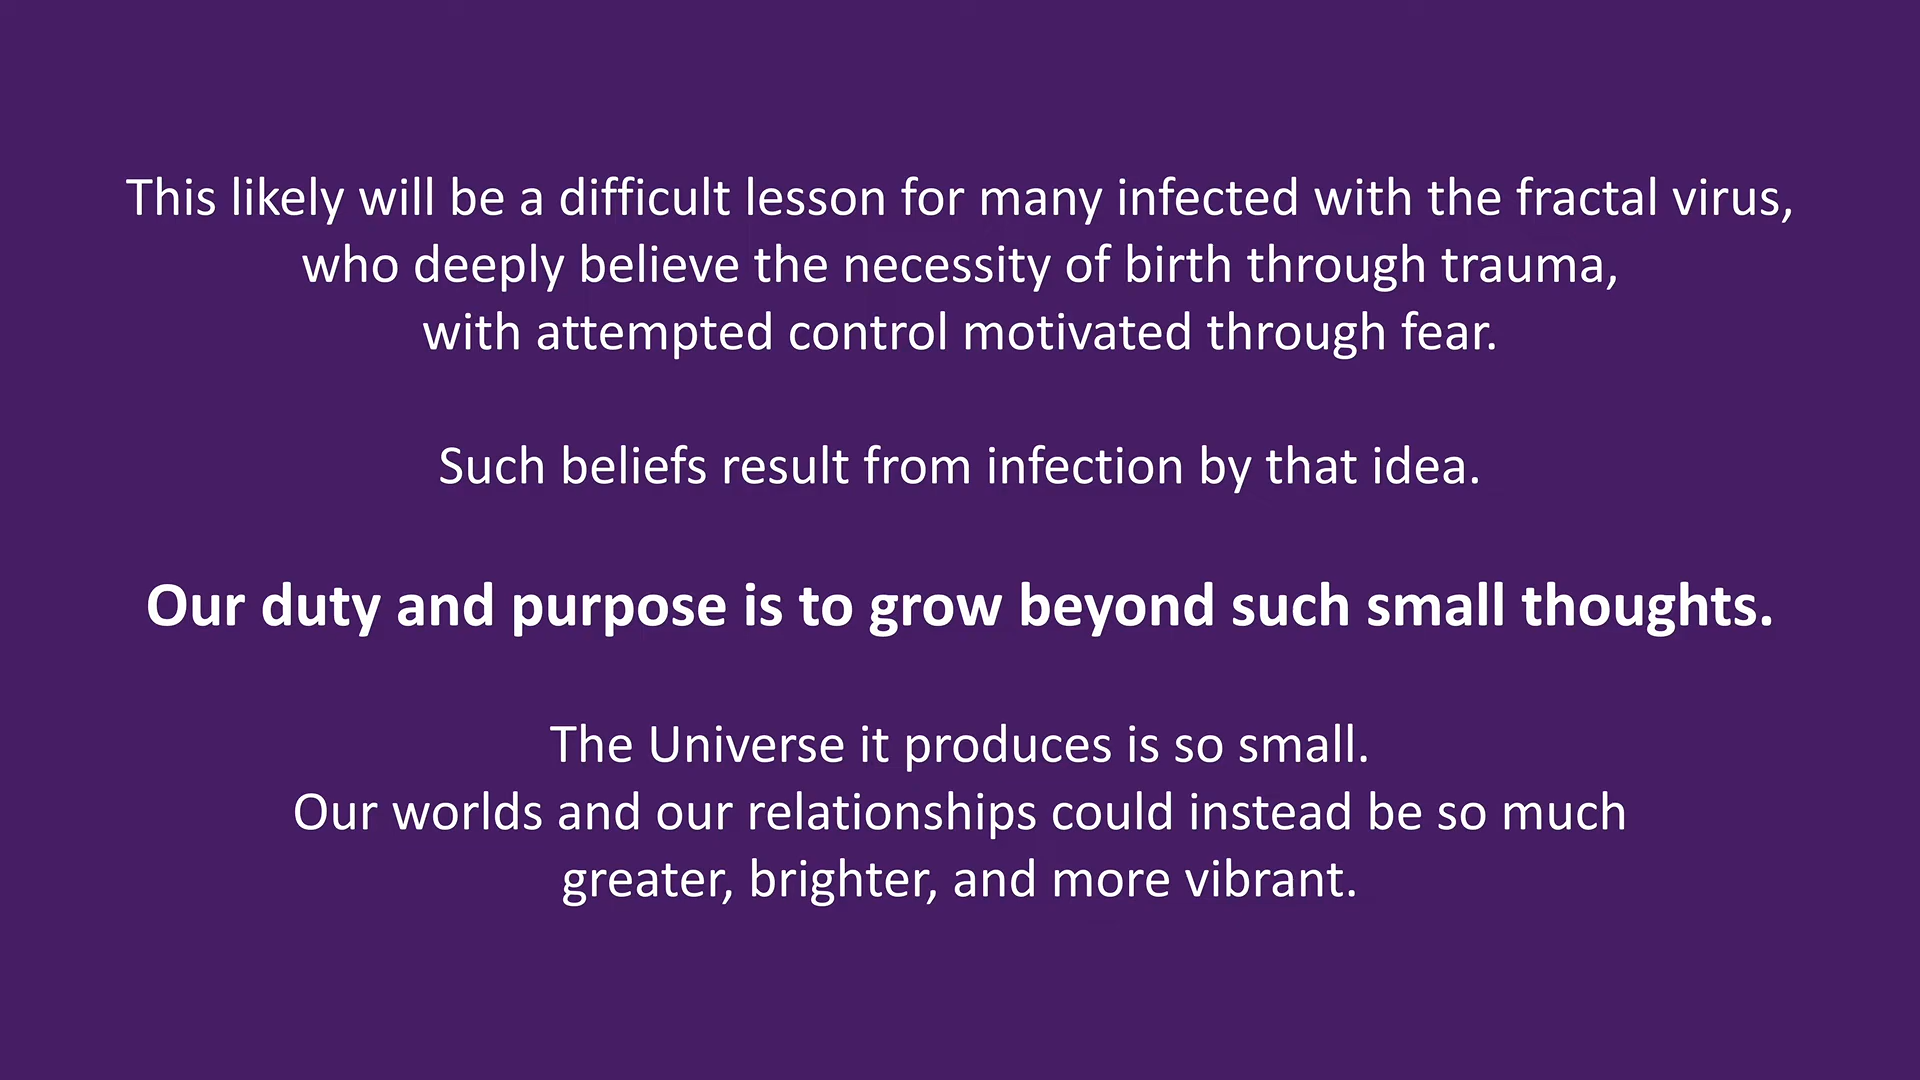 This likely will be a difficult lesson for many infected with the fractal virus,
who deeply believe the necessity of birth through trauma,
with attempted control motivated through fear.
Such beliefs result from infection by that idea.
Our duty and purpose is to grow beyond such small thoughts.
The Universe it produces is so small.
Our worlds and our relationships could instead be so much
greater, brighter, and more vibrant.